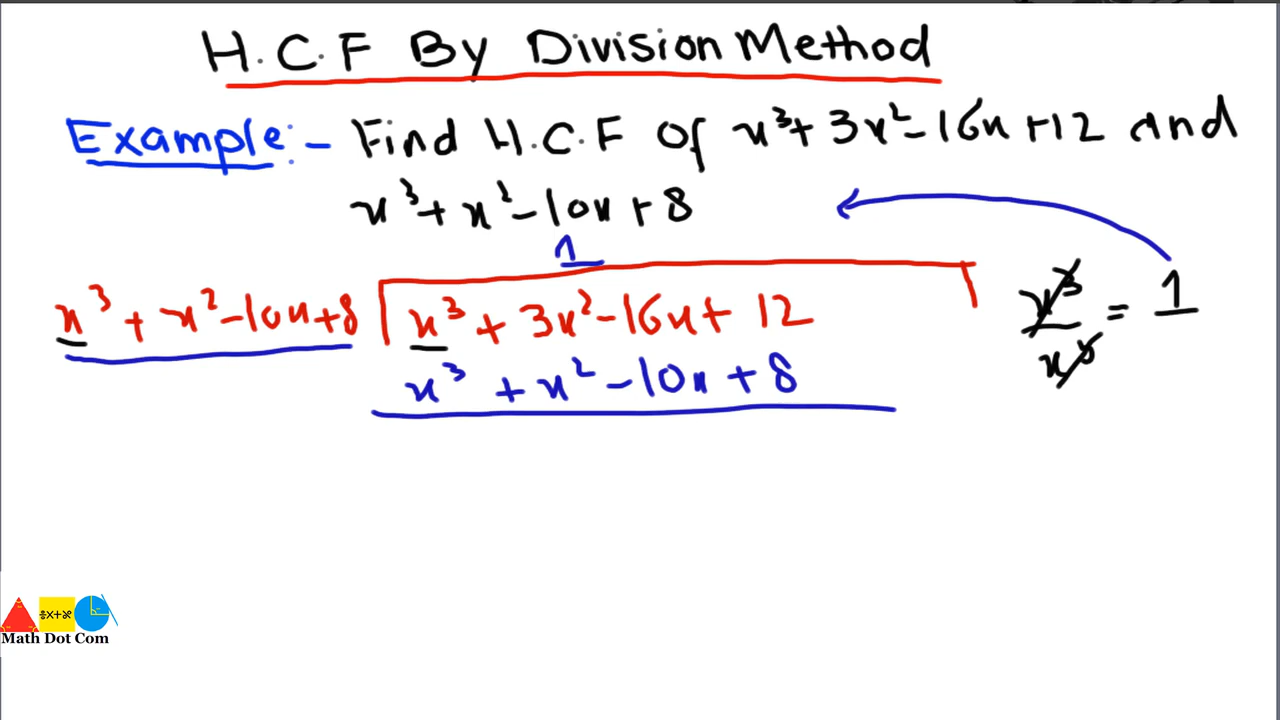 H.C.F By Division Method
Example:- Find H.C.F Of x³+ 3x²-16x+12 and
x³+x²-10x+8
1
x³+x²-10x+8 x³+3x²-16x+12 x³/x³ = 1
x³+x²-10x+8
÷×+
Math Dot Com